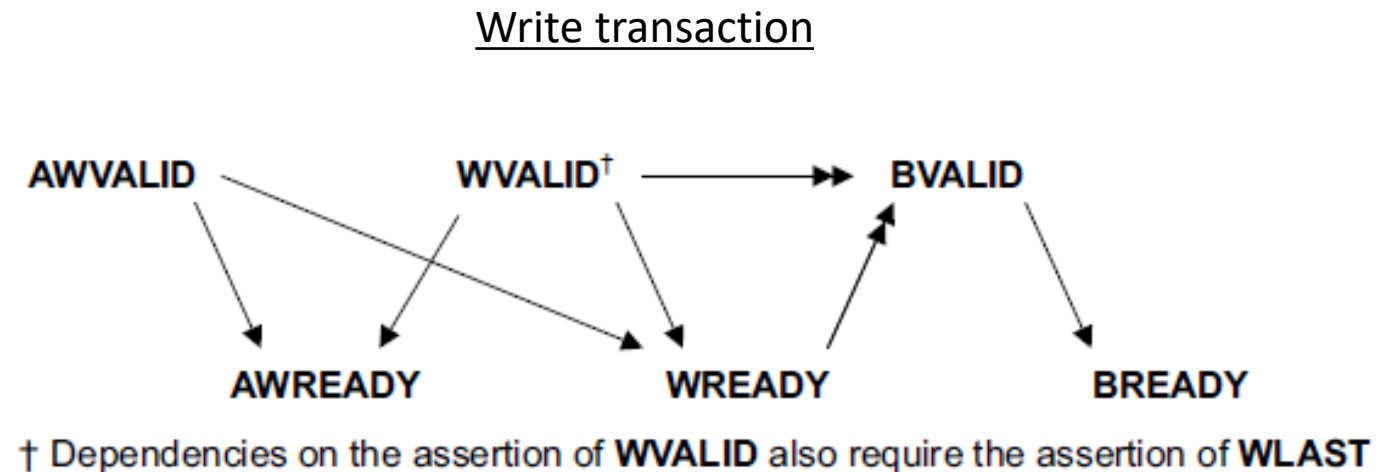 Write transaction
AWVALID WVALID† BVALID
AWREADY WREADY BREADY
† Dependencies on the assertion of WVALID also require the assertion of WLAST